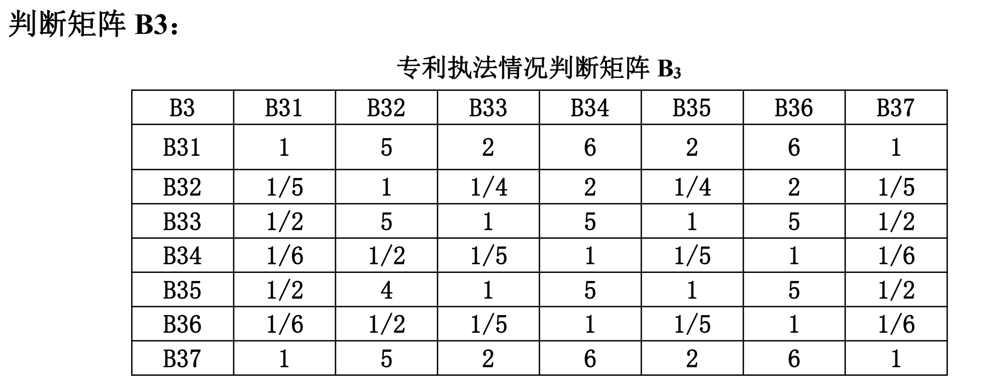 判断矩阵 B3：
专利执法情况判断矩阵 B3
B3 B31 B32 B33 B34 B35 B36 B37
B31 1 5 2 6 2 6 1
B32 1/5 1 1/4 2 1/4 2 1/5
B33 1/2 5 1 5 1 5 1/2
B34 1/6 1/2 1/5 1 1/5 1 1/6
B35 1/2 4 1 5 1 5 1/2
B36 1/6 1/2 1/5 1 1/5 1 1/6
B37 1 5 2 6 2 6 1